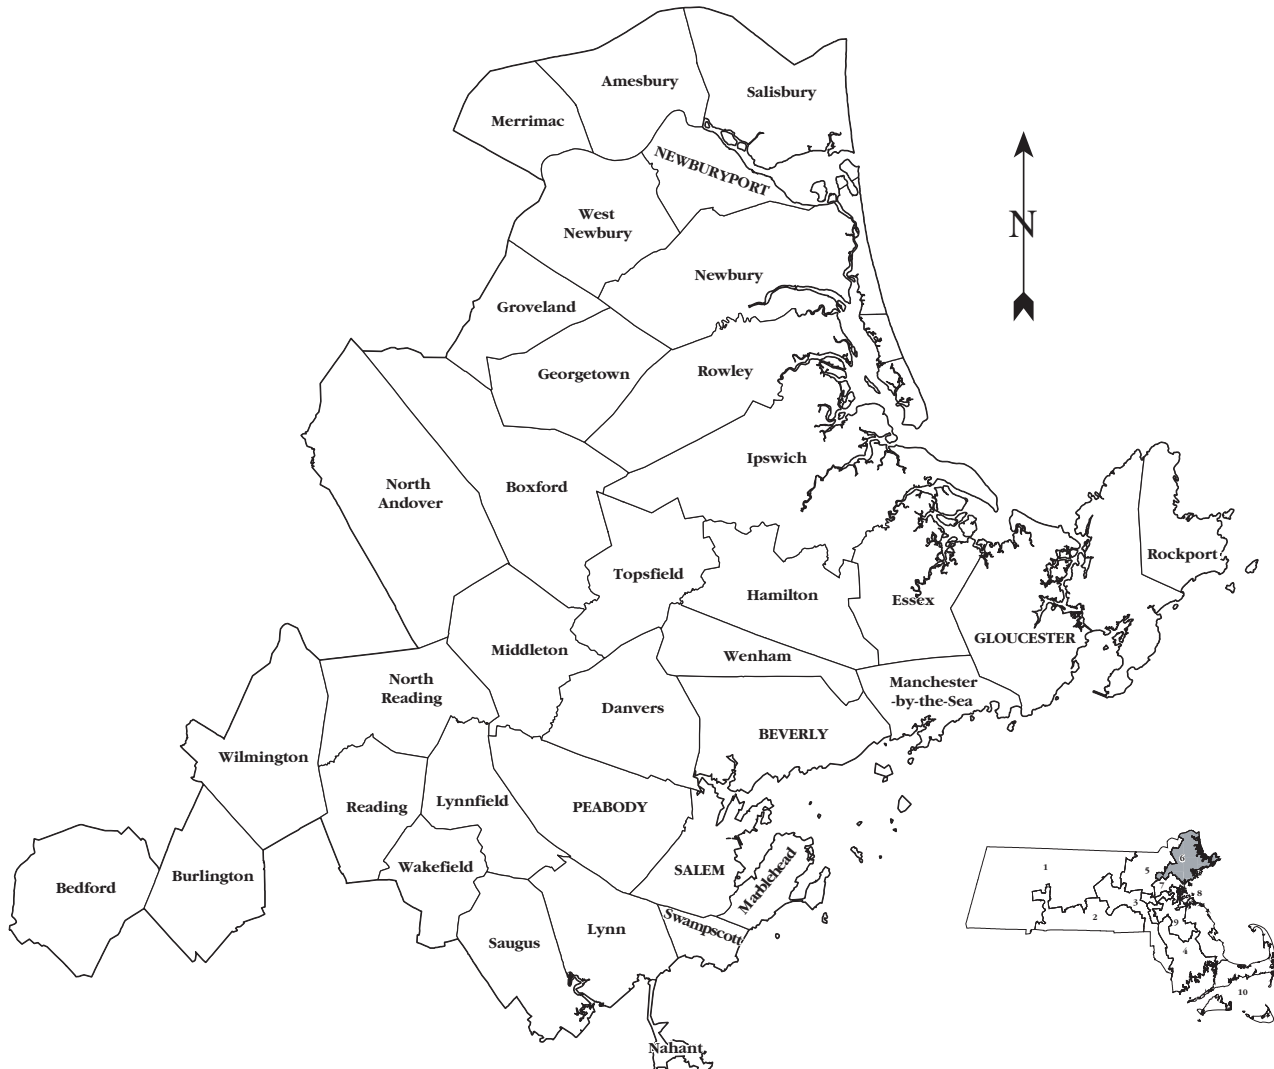 Amesbury
Salisbury
Merrimac
NEWBURYPORT
West
Newbury
N
Newbury
Groveland
Georgetown
Rowley
Ipswich
North
Andover
Boxford
Rockport
Topsfield
Hamilton
Essex
GLOUCESTER
Middleton
Wenham
North
Reading
Manchester
-by-the-Sea
Danvers
BEVERLY
Wilmington
Reading
Lynnfield
PEABODY
Wakefield
SALEM
Marblehead
Burlington
Bedford
Swampscott
Lynn
Saugus
Nahant
1
5
6
2
3
8
9
4
10